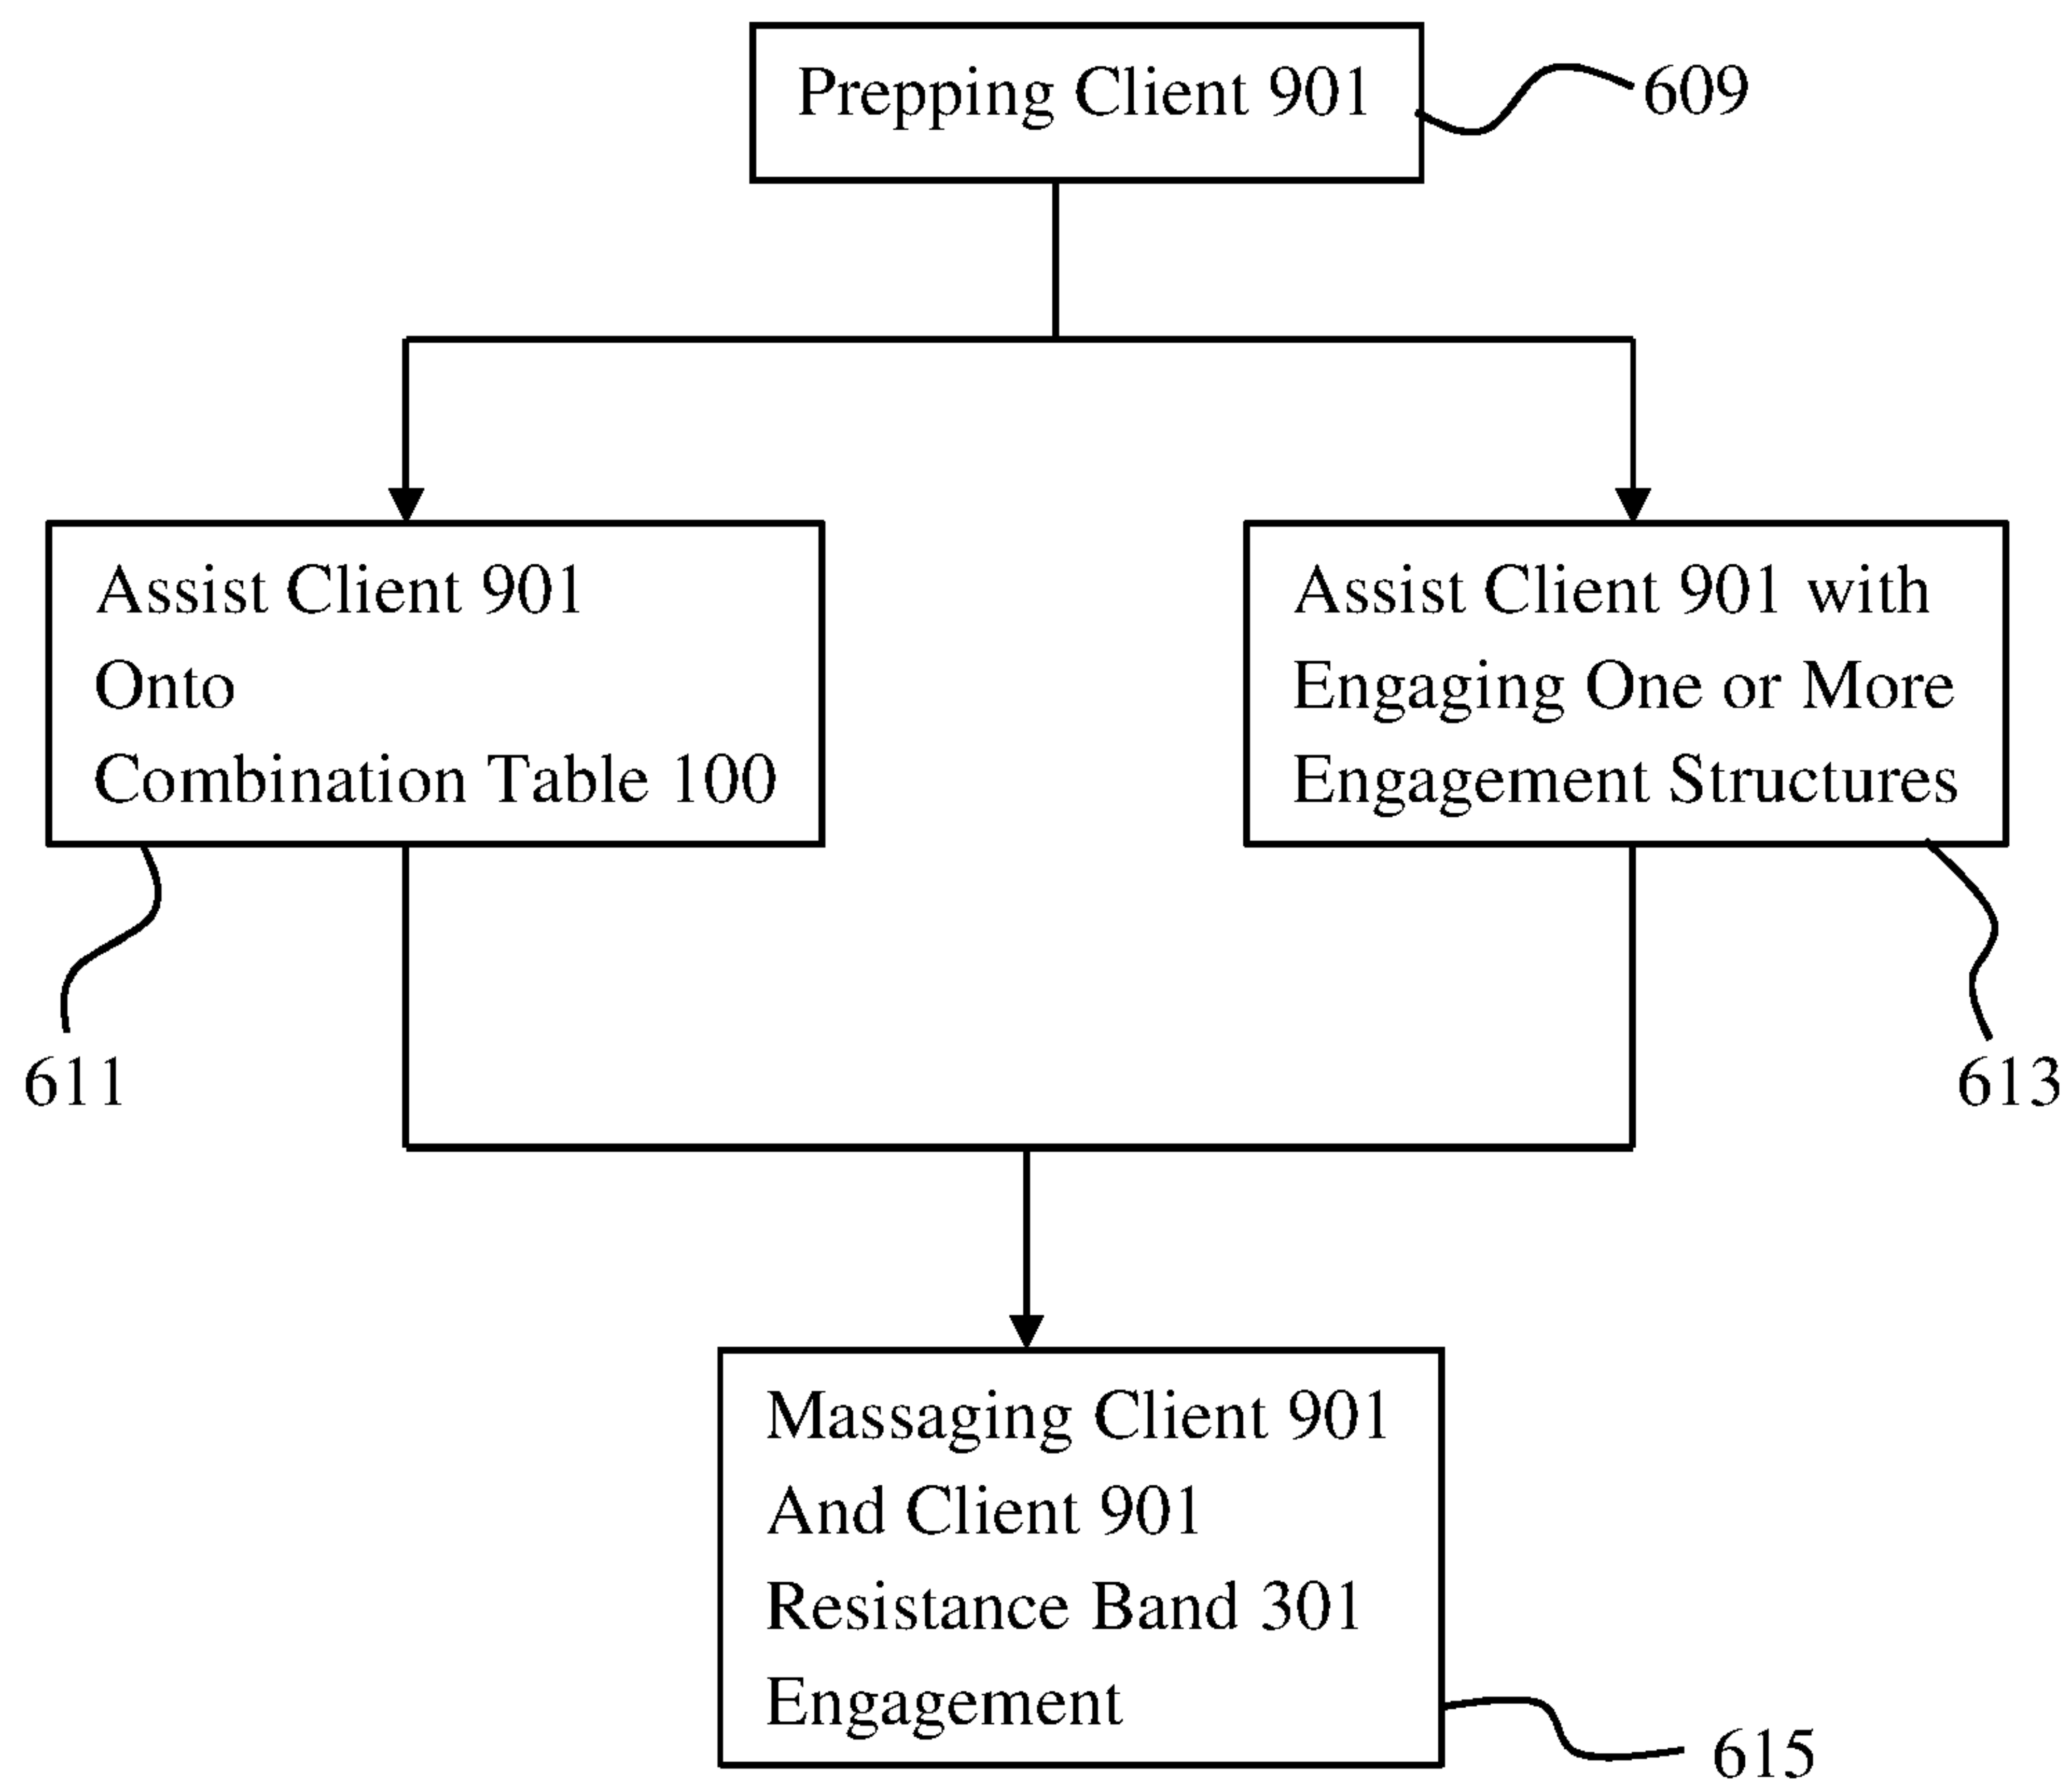 Prepping Client 901
609
Assist Client 901
Onto
Combination Table 100
Assist Client 901 with
Engaging One or More
Engagement Structures
611
613
Massaging Client 901
And Client 901
Resistance Band 301
Engagement
615